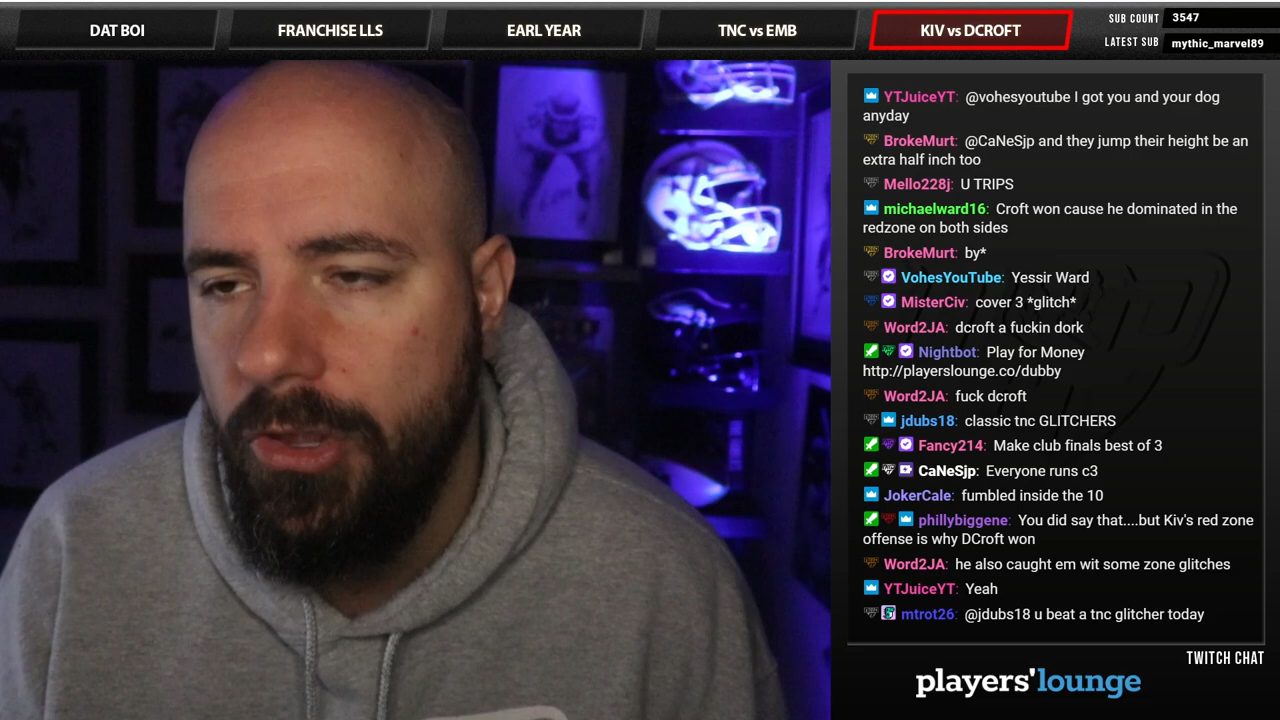 DAT BOI
FRANCHISE LLS
EARL YEAR
TNC vs EMB
KIV vs DCROFT
SUB COUNT 3547
LATEST SUB mythic_marvel89
YTJuiceYT: @vohesyoutube I got you and your dog
anyday
BrokeMurt: @CaNeSjp and they jump their height be an
extra half inch too
Mello228j: U TRIPS
michaelward16: Croft won cause he dominated in the
redzone on both sides
BrokeMurt: by*
VohesYouTube: Yessir Ward
MisterCiv: cover 3 *glitch*
Word2JA: dcroft a fuckin dork
Nightbot: Play for Money
http://playerslounge.co/dubby
Word2JA: fuck dcroft
jdubs18: classic tnc GLITCHERS
Fancy214: Make club finals best of 3
CaNeSjp: Everyone runs c3
JokerCale: fumbled inside the 10
phillybiggene: You did say that....but Kiv's red zone
offense is why DCroft won
Word2JA: he also caught em wit some zone glitches
YTJuiceYT: Yeah
mtrot26: @jdubs18 u beat a tnc glitcher today
TWITCH CHAT
players'lounge